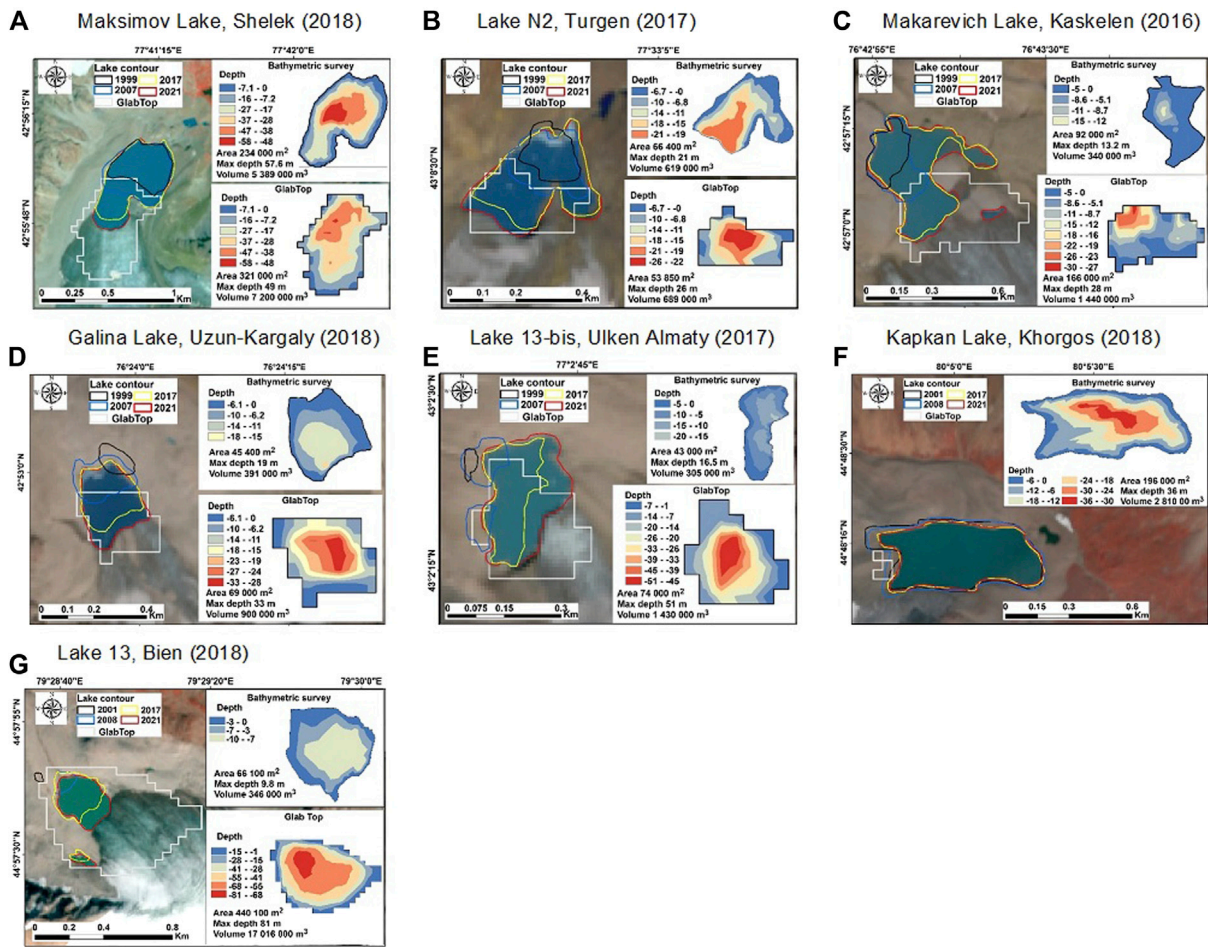 A
Maksimov Lake, Shelek (2018)
77°41'15"E
77°42'0"E
42°56'15"N
42°55'48"N
Lake contour
1999
2017
2007
2021
GlabTop
Bathymetric survey
Depth
-7.1 - 0
-16 - -7.2
-27 - -17
-37 - -28
-47 - -38
-58 - -48
Area 234 000 m²
Max depth 57.6 m
Volume 5 389 000 m³
GlabTop
Depth
-7.1 - 0
-16 - -7.2
-27 - -17
-37 - -28
-47 - -38
-58 - -48
Area 321 000 m²
Max depth 49 m
Volume 7 200 000 m³
0 0.25 0.5 1
Km
B
Lake N2, Turgen (2017)
77°33'5"E
43°8'30"N
Lake contour
1999
2017
2007
2021
GlabTop
Bathymetric survey
Depth
-6.7 - 0
-10 - -6.8
-14 - -11
-18 - -15
-21 - -19
Area 66 400 m²
Max depth 21 m
Volume 619 000 m³
GlabTop
Depth
-6.7 - 0
-10 - -6.8
-14 - -11
-18 - -15
-21 - -19
-26 - -22
Area 53 850 m²
Max depth 26 m
Volume 689 000 m³
0 0.1 0.2 0.4
Km
C
Makarevich Lake, Kaskelen (2016)
76°42'55"E
76°43'30"E
42°57'15"N
42°57'0"N
Lake contour
1999
2017
2007
2021
GlabTop
Bathymetric survey
Depth
-5 - 0
-8.6 - -5.1
-11 - -8.7
-15 - -12
Area 92 000 m²
Max depth 13.2 m
Volume 340 000 m³
GlabTop
Depth
-5 - 0
-8.6 - -5.1
-11 - -8.7
-15 - -12
-18 - -16
-22 - -19
-26 - -23
-30 - -27
Area 166 000 m²
Max depth 28 m
Volume 1 440 000 m³
0 0.15 0.3 0.6
Km
D
Galina Lake, Uzun-Kargaly (2018)
76°24'0"E
76°24'15"E
42°53'0"N
Lake contour
1999
2017
2007
2021
GlabTop
Bathymetric survey
Depth
-6.1 - 0
-10 - -6.2
-14 - -11
-18 - -15
Area 45 400 m²
Max depth 19 m
Volume 391 000 m³
GlabTop
Depth
-6.1 - 0
-10 - -6.2
-14 - -11
-18 - -15
-23 - -19
-27 - -24
-33 - -28
Area 69 000 m²
Max depth 33 m
Volume 900 000 m³
0 0.1 0.2 0.4
Km
E
Lake 13-bis, Ulken Almaty (2017)
77°2'45"E
43°2'30"N
43°2'15"N
Lake contour
1999
2017
2007
2021
GlabTop
Bathymetric survey
Depth
-5 - 0
-10 - -5
-15 - -10
-20 - -15
Area 43 000 m²
Max depth 16.5 m
Volume 305 000 m³
GlabTop
Depth
-7 - -1
-14 - -7
-20 - -14
-26 - -20
-33 - -26
-39 - -33
-45 - -39
-51 - -45
Area 74 000 m²
Max depth 51 m
Volume 1 430 000 m³
0 0.075 0.15 0.3
Km
F
Kapkan Lake, Khorgos (2018)
80°5'0"E
80°5'30"E
44°48'30"N
44°48'16"N
Lake contour
2001
2017
2008
2021
GlabTop
Bathymetric survey
Depth
-6 - 0
-12 - -6
-18 - -12
-24 - -18
-30 - -24
-36 - -30
Area 196 000 m²
Max depth 36 m
Volume 2 810 00 m³
0 0.15 0.3 0.6
Km
G
Lake 13, Bien (2018)
79°28'40"E
79°29'20"E
79°30'0"E
44°57'55"N
44°57'30"N
Lake contour
2001
2017
2008
2021
GlabTop
Bathymetric survey
Depth
-3 - 0
-7 - -3
-10 - -7
Area 66 100 m²
Max depth 9.8 m
Volume 346 000 m³
Glab Top
Depth
-15 - -1
-28 - -15
-41 - -28
-55 - -41
-68 - -55
-81 - -68
Area 440 100 m²
Max depth 81 m
Volume 17 016 000 m³
0 0.2 0.4 0.8
Km